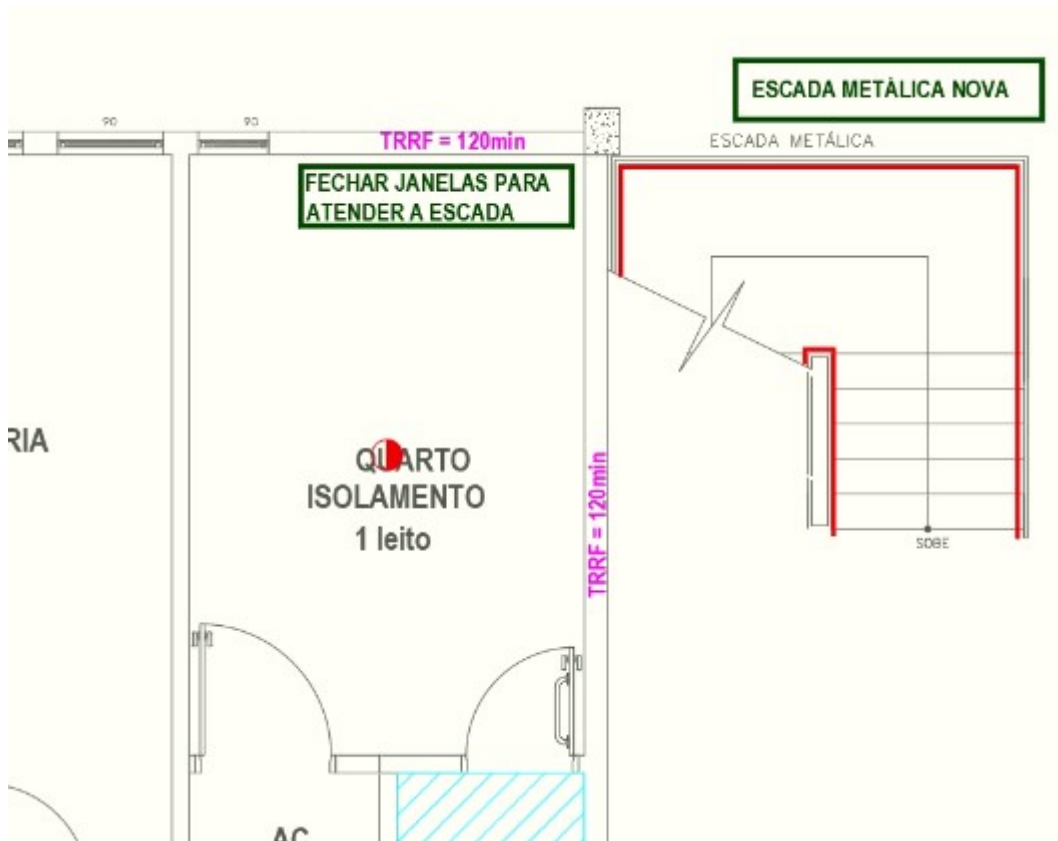 ESCADA METÀLICA NOVA
90
90
TRRF = 120min
ESCADA METÁLICA
FECHAR JANELAS PARA
ATENDER A ESCADA
RIA
QUARTO
ISOLAMENTO
1 leito
TRRF = 120min
SOBE
AC